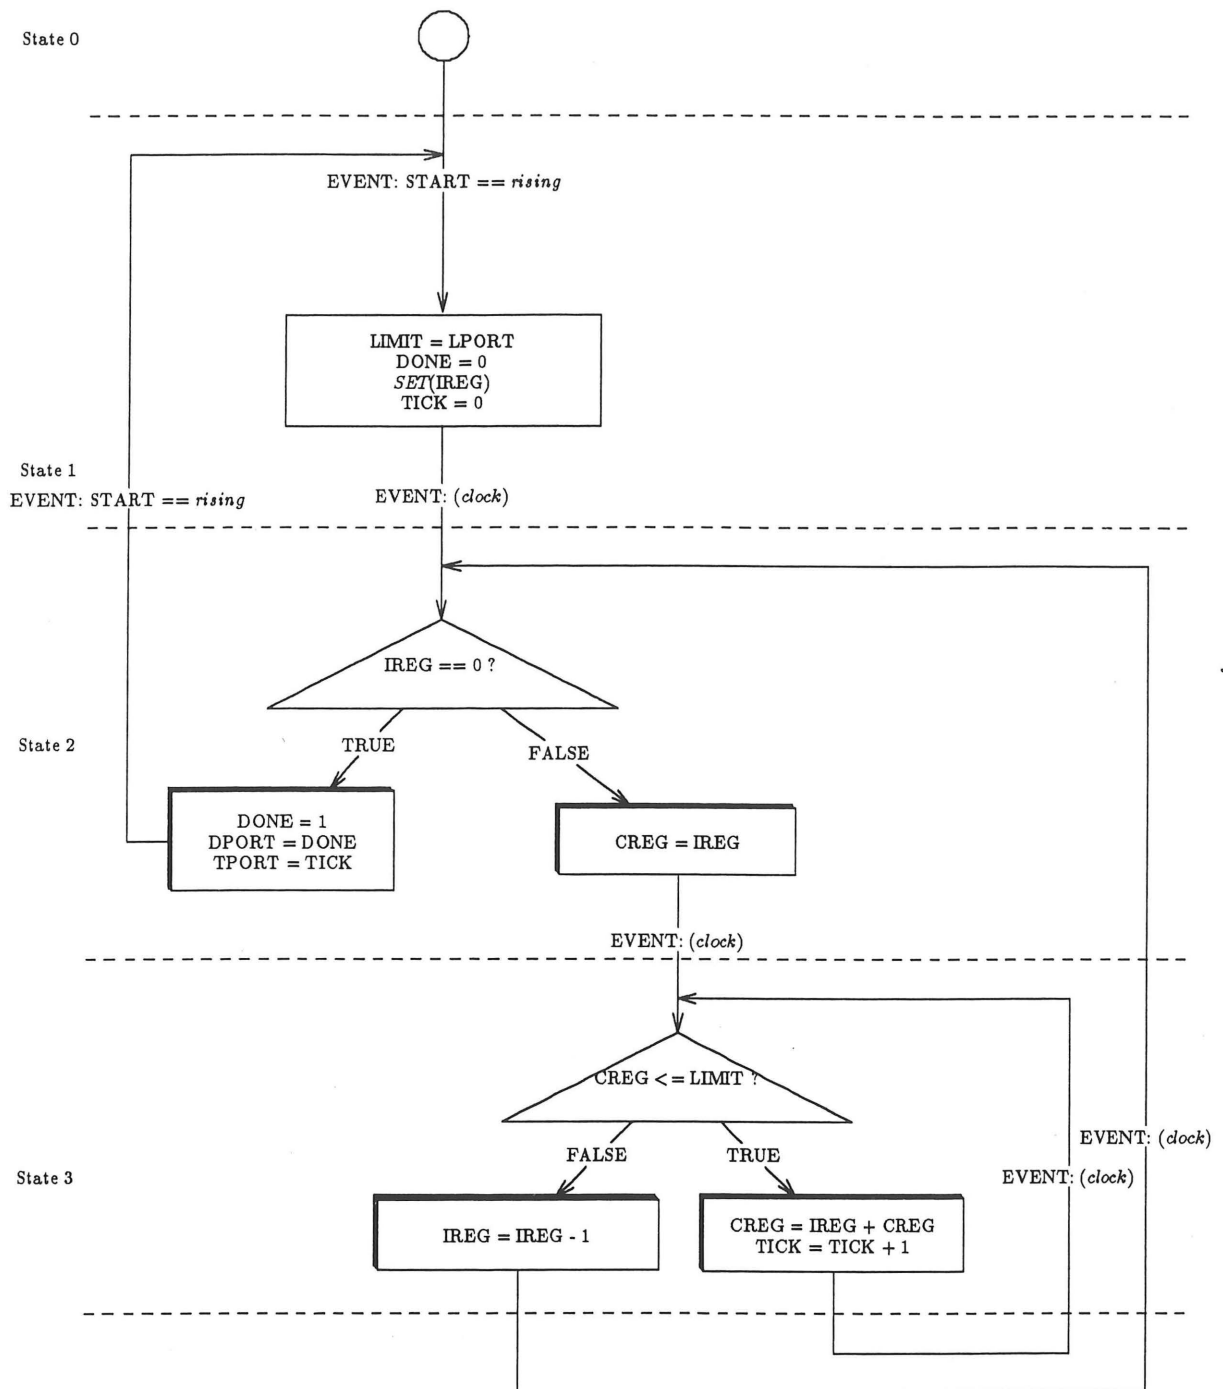 State 0
EVENT: START == rising
LIMIT = LPORT
DONE = 0
SET(IREG)
TICK = 0
State 1
EVENT: START == rising
EVENT: (clock)
IREG == 0 ?
State 2
TRUE
FALSE
DONE = 1
DPORT = DONE
TPORT = TICK
CREG = IREG
EVENT: (clock)
CREG <= LIMIT ?
EVENT: (clock)
FALSE
TRUE
State 3
EVENT: (clock)
IREG = IREG - 1
CREG = IREG + CREG
TICK = TICK + 1